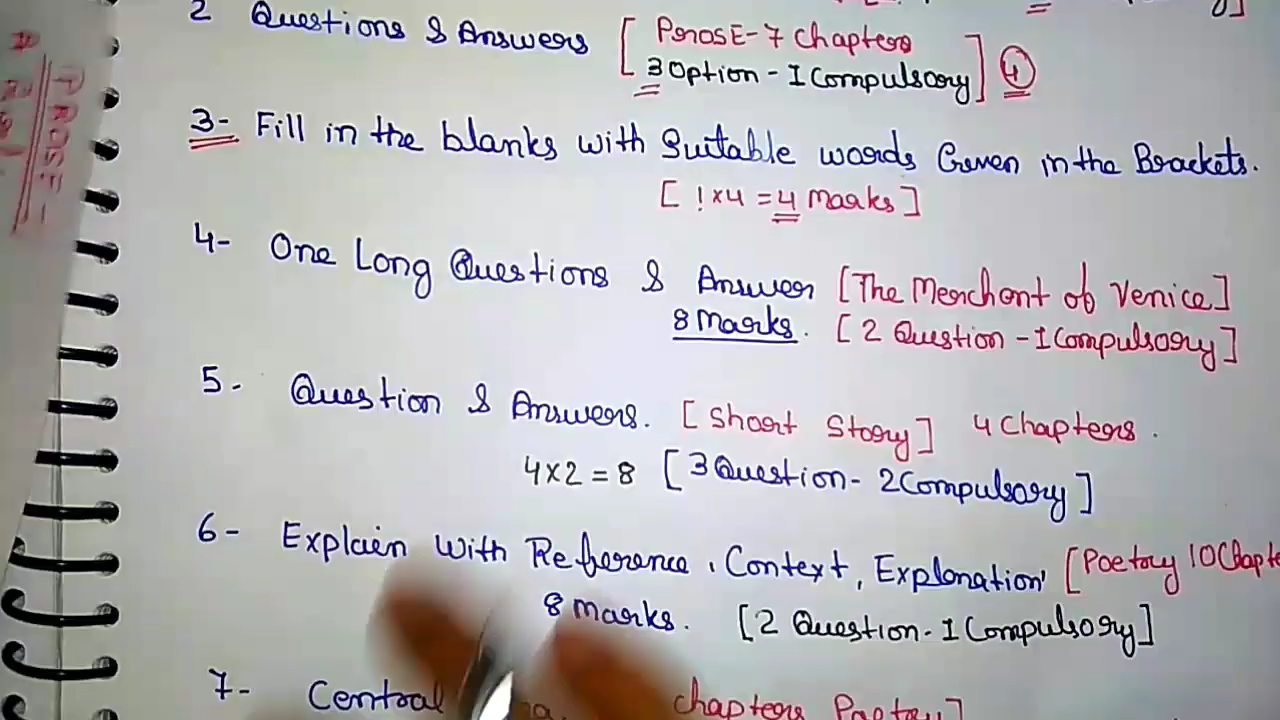 2 Questions & Answers [ ProsE-7 Chapters
3 Option - I Compulsory ] 4
3- Fill in the blanks with Suitable words Given in the Brackets.
[ 1x4 = 4 Marks ]
4- One Long Questions & Answer [The Merchant of Venice]
8 Marks. [2 Question - I Compulsory]
5- Question & Answers. [Short Story] 4 Chapters.
4x2 = 8 [3 Question - 2 Compulsory]
6- Explain With Reference, Context, Explanation [Poetry 10
8 Marks. [2 Question - I Compulsory]
7- Central chapters Poetry]
PROSE -